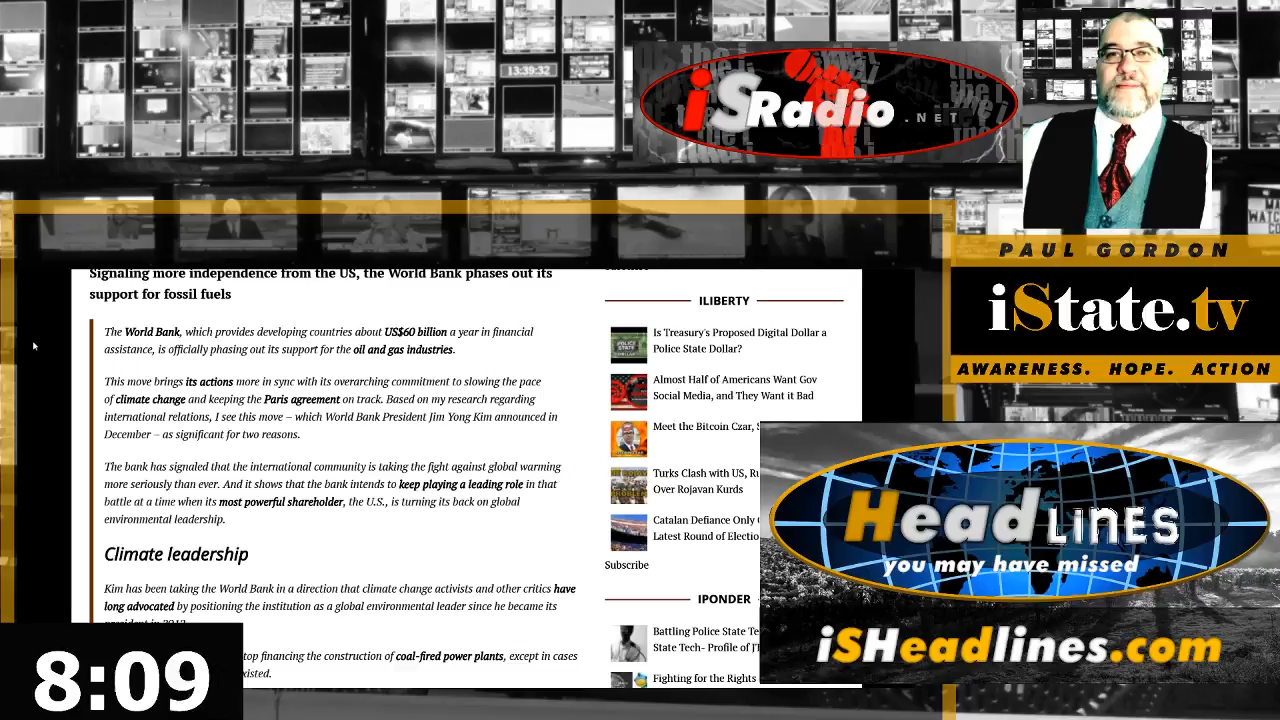 13:39:32
iSRadio.NET
PAUL GORDON
iState.tv
AWARENESS. HOPE. ACTION
Signaling more independence from the US, the World Bank phases out its
support for fossil fuels
The World Bank, which provides developing countries about US$60 billion a year in financial
assistance, is officially phasing out its support for the oil and gas industries.
This move brings its actions more in sync with its overarching commitment to slowing the pace
of climate change and keeping the Paris agreement on track. Based on my research regarding
international relations, I see this move – which World Bank President Jim Yong Kim announced in
December – as significant for two reasons.
The bank has signaled that the international community is taking the fight against global warming
more seriously than ever. And it shows that the bank intends to keep playing a leading role in that
battle at a time when its most powerful shareholder, the U.S., is turning its back on global
environmental leadership.
Climate leadership
Kim has been taking the World Bank in a direction that climate change activists and other critics have
long advocated by positioning the institution as a global environmental leader since he became its
president in 2012
top financing the construction of coal-fired power plants, except in cases
xisted.
ILIBERTY
Is Treasury's Proposed Digital Dollar a
Police State Dollar?
Almost Half of Americans Want Gov
Social Media, and They Want it Bad
Meet the Bitcoin Czar,
Turks Clash with US, Ru
Over Rojavan Kurds
Catalan Defiance Only
Latest Round of Electio
Subscribe
IPONDER
Battling Police State Te
State Tech- Profile of JT
Fighting for the Rights
Head LINES
you may have missed
iSHeadlines.com
8:09